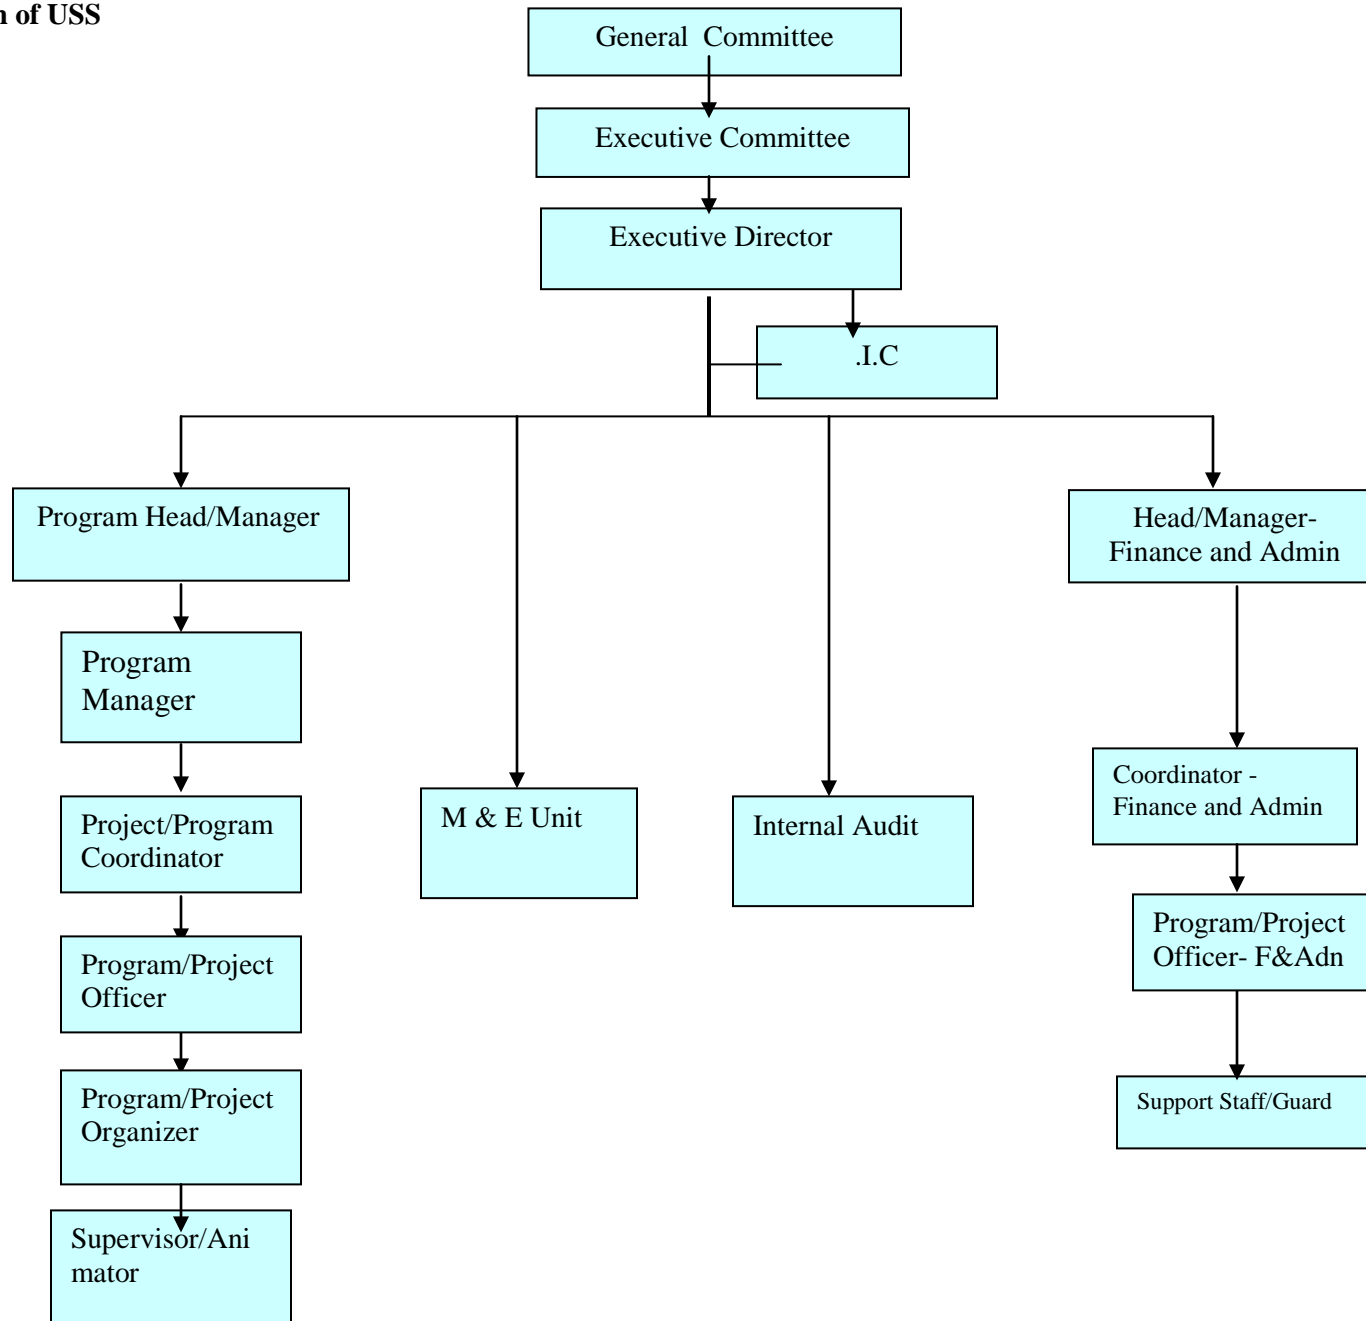 of USS
General Committee
Executive Committee
Executive Director
.I.C
Program Head/Manager
Head/Manager-
Finance and Admin
Program
Manager
Project/Program
Coordinator
M & E Unit
Internal Audit
Coordinator -
Finance and Admin
Program/Project
Officer
Program/Project
Officer- F&Adn
Program/Project
Organizer
Support Staff/Guard
Supervisor/Ani
mator